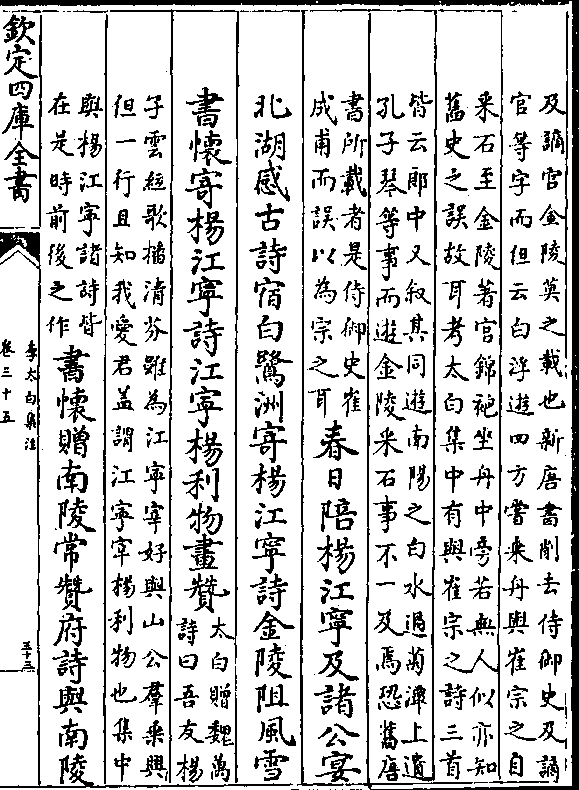 及謫官金陵莫之載也新唐書削去侍御史及謫
官等字而但云白浮遊四方嘗乘舟與崔宗之自
采石至金陵著宫錦袍坐舟中旁若無人似亦知
舊史之誤故耳考太白集中有與崔宗之詩三首
皆云郎中又叙其同遊南陽之白水過菊潭上遺
孔子琴等事而遊金陵采石事不一及焉恐舊唐
書所載者是侍御史崔
成甫而誤以為宗之耳
春日陪楊江寧及諸公宴
北湖感古詩宿白鷺洲寄楊江寧詩金陵阻風雪
書懷寄楊江寧詩江寧楊利物畫贊
太白贈魏萬
詩曰吾友楊
子雲絃歌播清芬雖為江寧宰好與山公羣乘興
但一行且知我愛君盖謂江寧宰楊利物也集中
與楊江寧諸詩皆
在是時前後之作
書懷贈南陵常贊府詩與南陵
欽定四庫全書
李太白集注
卷三十五